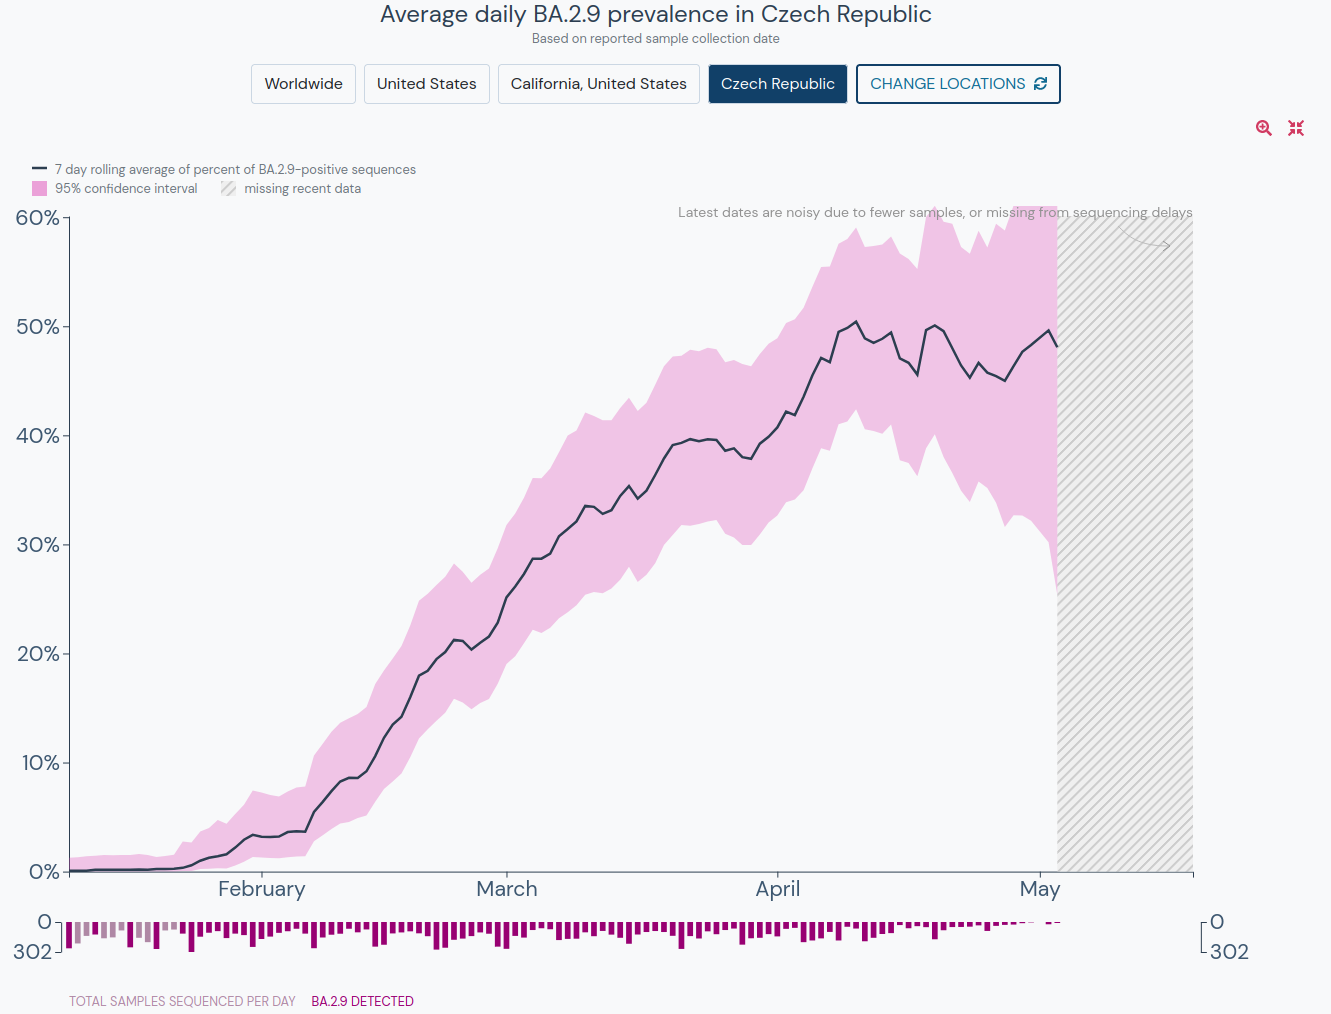 Average daily BA.2.9 prevalence in Czech Republic
Based on reported sample collection date
Worldwide United States California, United States Czech Republic CHANGE LOCATIONS
7 day rolling average of percent of BA.2.9-positive sequences
95% confidence interval missing recent data
Latest dates are noisy due to fewer samples, or missing from sequencing delays
60%
50%
40%
30%
20%
10%
0%
February March April May
0 0
302 302
TOTAL SAMPLES SEQUENCED PER DAY BA.2.9 DETECTED